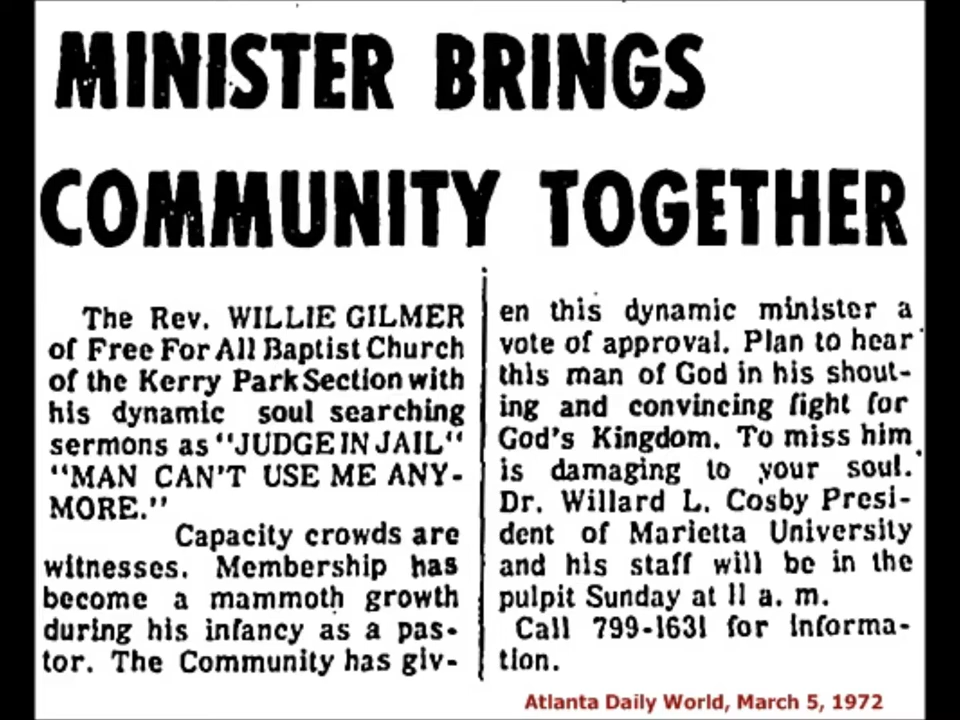 MINISTER BRINGS
COMMUNITY TOGETHER
The Rev. WILLIE GILMER
of Free For All Baptist Church
of the Kerry Park Section with
his dynamic soul searching
sermons as "JUDGE IN JAIL"
"MAN CAN'T USE ME ANY-
MORE."
Capacity crowds are
witnesses. Membership has
become a mammoth growth
during his infancy as a pas-
tor. The Community has giv-
en this dynamic minister a
vote of approval. Plan to hear
this man of God in his shout-
ing and convincing fight for
God's Kingdom. To miss him
is damaging to your soul.
Dr. Willard L. Cosby Presi-
dent of Marietta University
and his staff will be in the
pulpit Sunday at 11 a. m.
Call 799-1631 for informa-
tion.
Atlanta Daily World, March 5, 1972